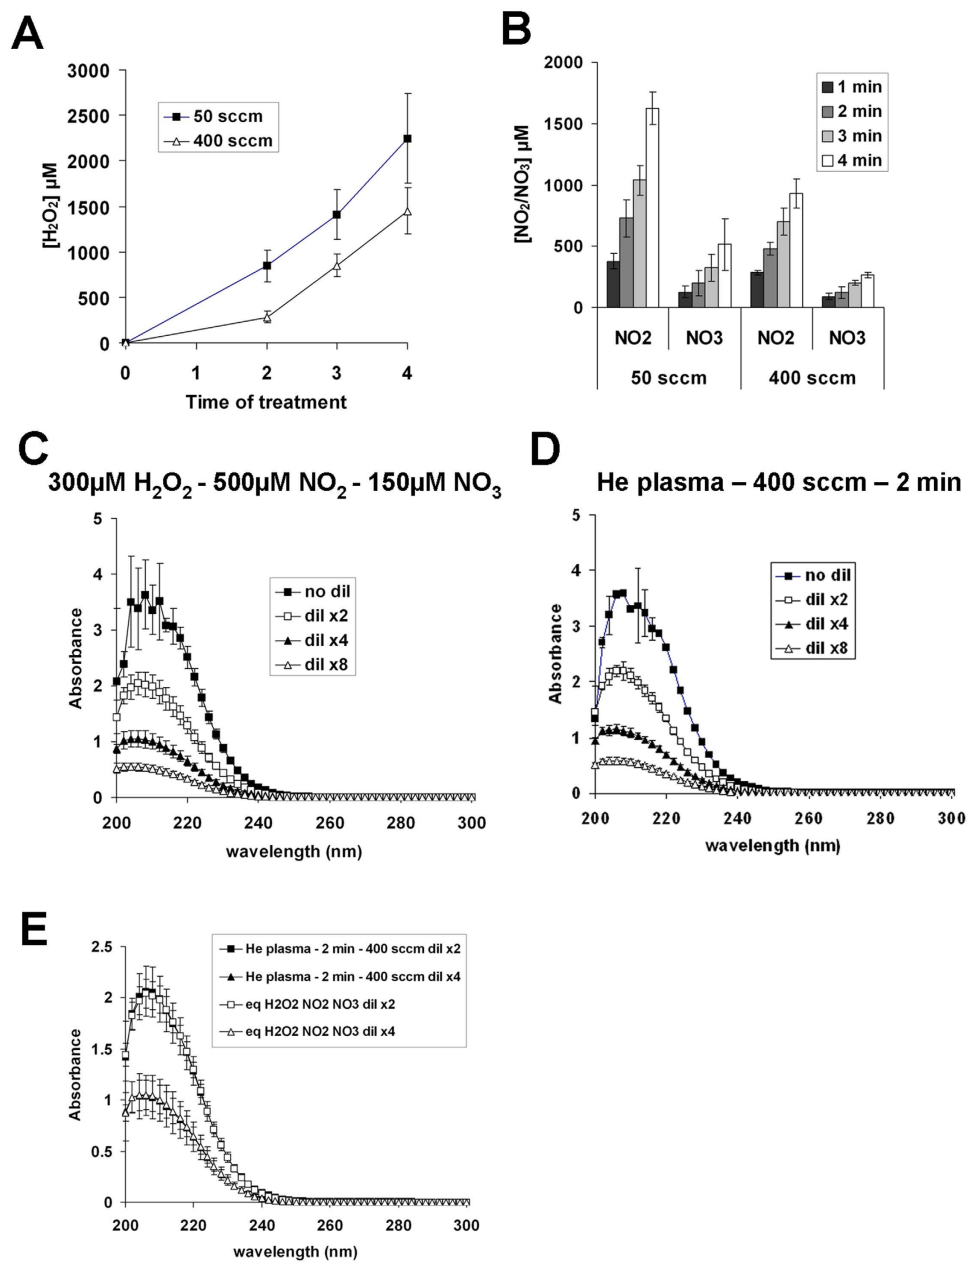 A
3000
2500
2000
1500
1000
500
0
[H2O2] µM
50 sccm
400 sccm
0 1 2 3 4
Time of treatment
B
2000
1500
1000
500
0
[NO2/NO3] µM
1 min
2 min
3 min
4 min
NO2 NO3 NO2 NO3
50 sccm 400 sccm
C
300µM H2O2 - 500µM NO2 - 150µM NO3
5
4
3
2
1
0
Absorbance
no dil
dil x2
dil x4
dil x8
200 220 240 260 280 300
wavelength (nm)
D
He plasma – 400 sccm – 2 min
5
4
3
2
1
0
Absorbance
no dil
dil x2
dil x4
dil x8
200 220 240 260 280 300
wavelength (nm)
E
2.5
2
1.5
1
0.5
0
Absorbance
He plasma - 2 min - 400 sccm dil x2
He plasma - 2 min - 400 sccm dil x4
eq H2O2 NO2 NO3 dil x2
eq H2O2 NO2 NO3 dil x4
200 220 240 260 280 300
wavelength (nm)